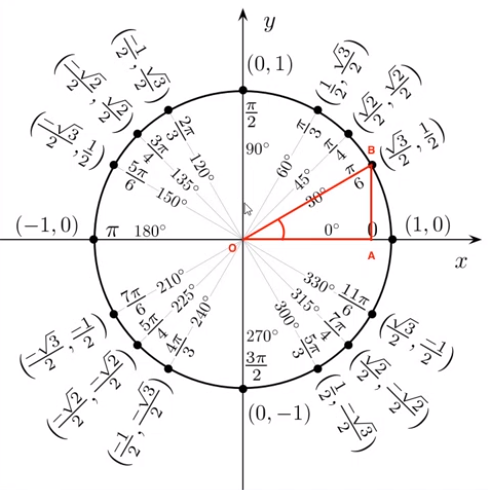 y
(0, 1)
(-√3/2, 1/2)
(-√2/2, √2/2)
(-1/2, √3/2)
(1/2, √3/2)
(√2/2, √2/2)
(√3/2, 1/2)
π/2
90°
2π/3
120°
3π/4
135°
5π/6
150°
π/3
60°
π/4
45°
π/6
30°
B
(-1, 0)
π
180°
0°
0
(1, 0)
O
A
x
7π/6
210°
5π/4
225°
4π/3
240°
270°
3π/2
300°
5π/3
315°
7π/4
330°
11π/6
(-√3/2, -1/2)
(-√2/2, -√2/2)
(-1/2, -√3/2)
(0, -1)
(1/2, -√3/2)
(√2/2, -√2/2)
(√3/2, -1/2)